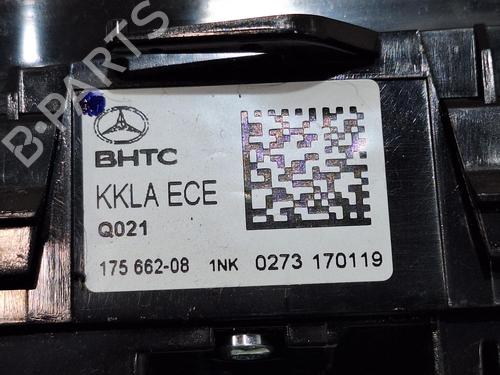 B-PARTS
BHTC
KKLA ECE
Q021
175 662-08 1NK 0273 170119